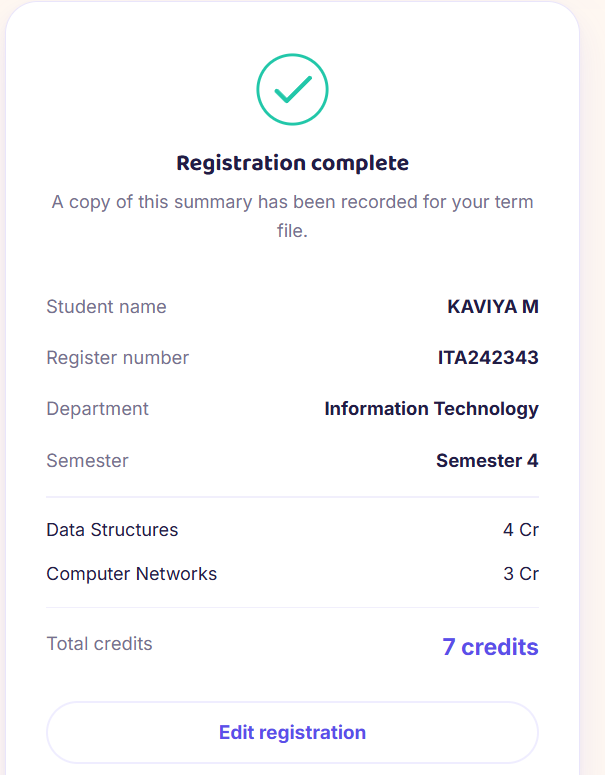 Registration complete
A copy of this summary has been recorded for your term
file.
Student name KAVIYA M
Register number ITA242343
Department Information Technology
Semester Semester 4
Data Structures 4 Cr
Computer Networks 3 Cr
Total credits 7 credits
Edit registration